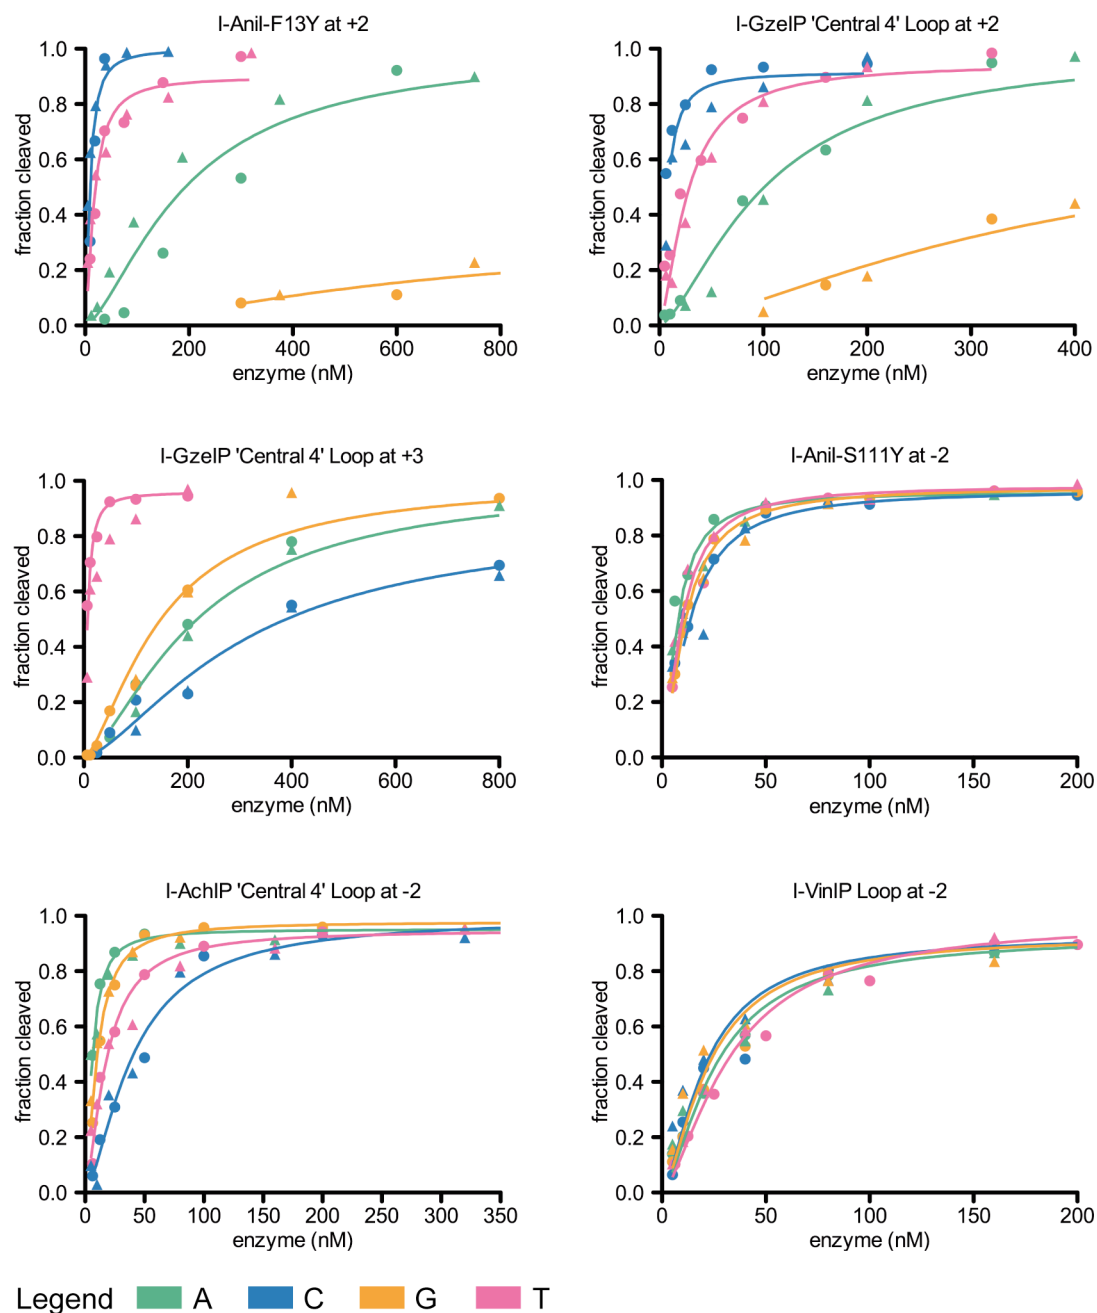 I-AniI-F13Y at +2
1.0
0.8
0.6
0.4
0.2
0.0
fraction cleaved
0 200 400 600 800
enzyme (nM)
I-GzeIP 'Central 4' Loop at +2
1.0
0.8
0.6
0.4
0.2
0.0
fraction cleaved
0 100 200 300 400
enzyme (nM)
I-GzeIP 'Central 4' Loop at +3
1.0
0.8
0.6
0.4
0.2
0.0
fraction cleaved
0 200 400 600 800
enzyme (nM)
I-AniI-S111Y at -2
1.0
0.8
0.6
0.4
0.2
0.0
fraction cleaved
0 50 100 150 200
enzyme (nM)
I-AchIP 'Central 4' Loop at -2
1.0
0.8
0.6
0.4
0.2
0.0
fraction cleaved
0 50 100 150 200 250 300 350
enzyme (nM)
I-VinIP Loop at -2
1.0
0.8
0.6
0.4
0.2
0.0
fraction cleaved
0 50 100 150 200
enzyme (nM)
Legend A C G T